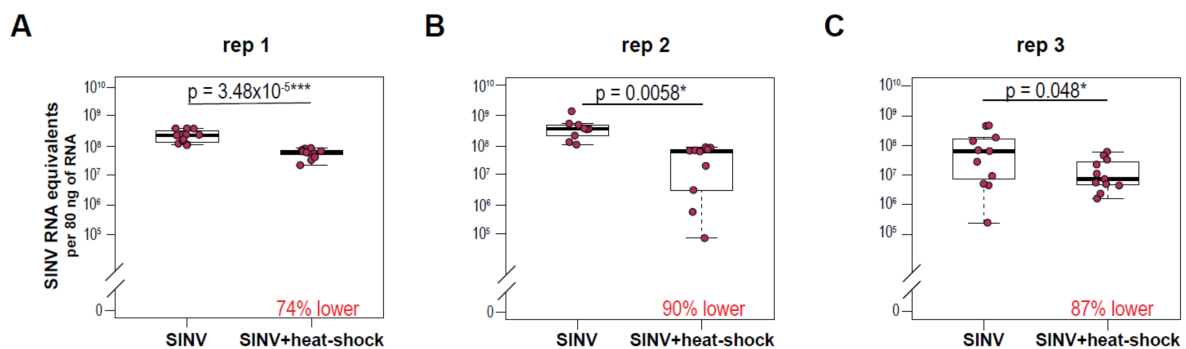 A
rep 1
SINV RNA equivalents
per 80 ng of RNA
10¹⁰
10⁹
10⁸
10⁷
10⁶
10⁵
0
p = 3.48x10⁻⁵***
74% lower
SINV SINV+heat-shock
B
rep 2
10¹⁰
10⁹
10⁸
10⁷
10⁶
10⁵
0
p = 0.0058*
90% lower
SINV SINV+heat-shock
C
rep 3
10¹⁰
10⁹
10⁸
10⁷
10⁶
10⁵
0
p = 0.048*
87% lower
SINV SINV+heat-shock